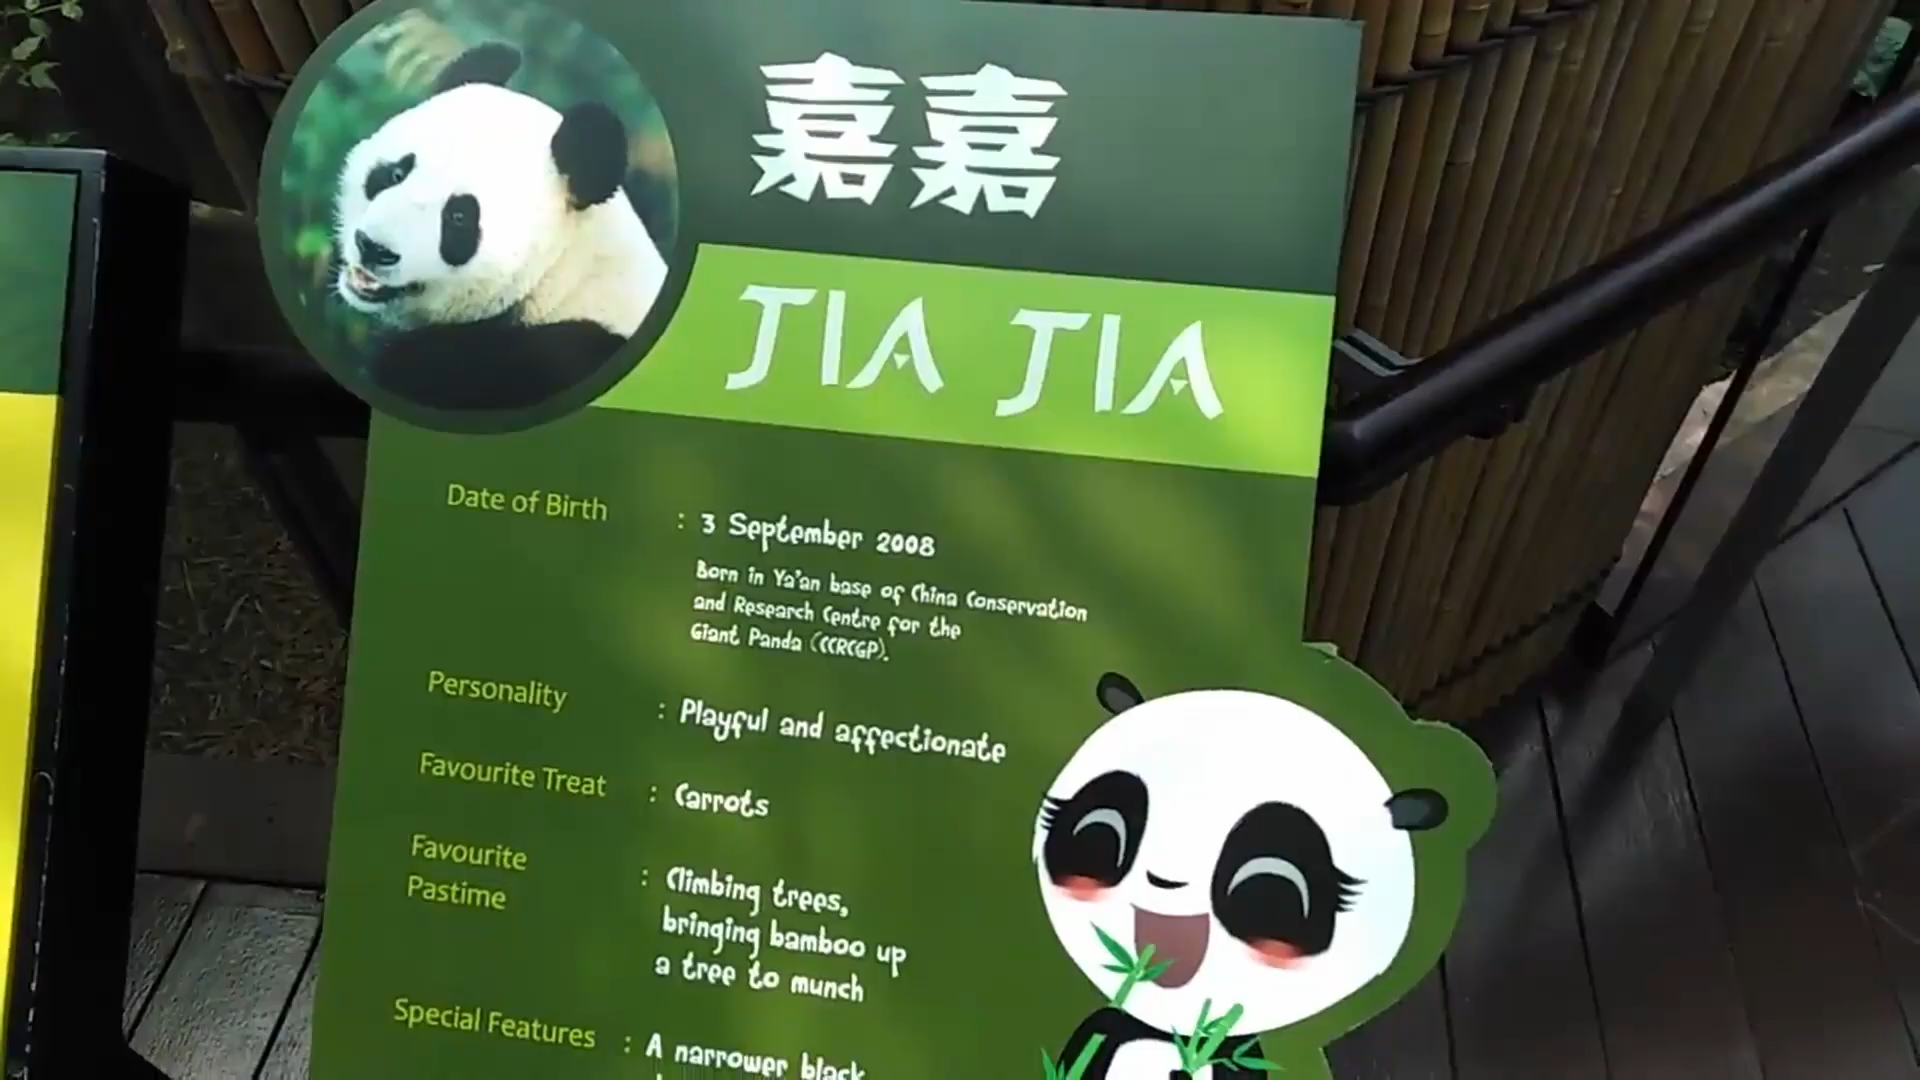 嘉嘉
JIA JIA
Date of Birth : 3 September 2008
Born in Ya'an base of China Conservation
and Research Centre for the
Giant Panda (CCRCGP).
Personality : Playful and affectionate
Favourite Treat : Carrots
Favourite
Pastime
: Climbing trees,
bringing bamboo up
a tree to munch
Special Features : A narrower black